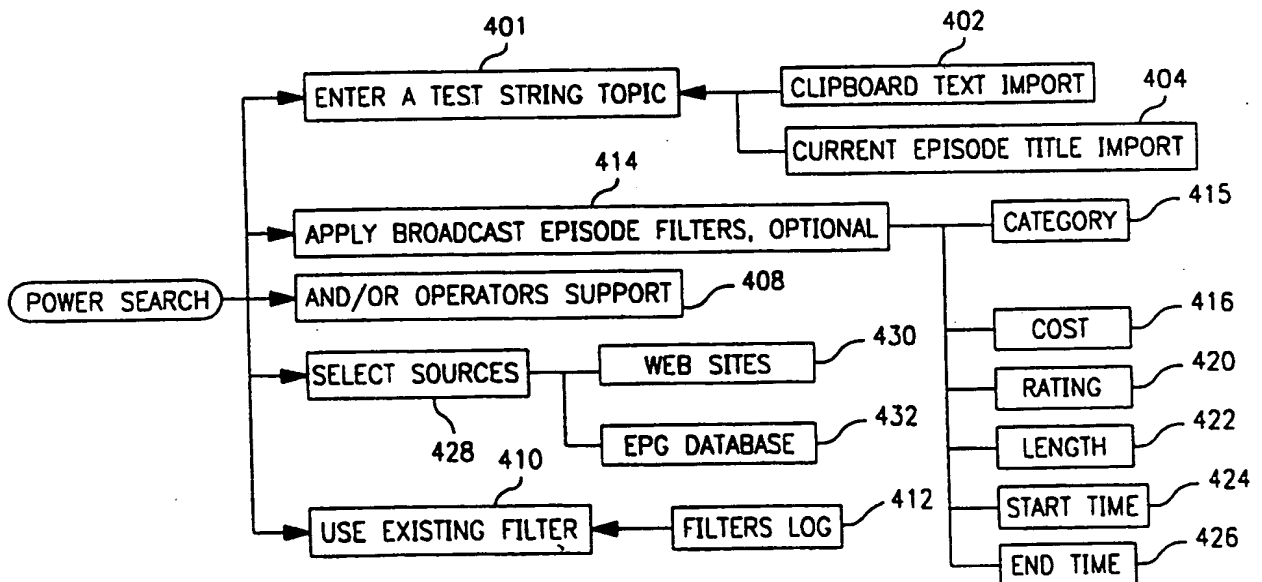 401
402
ENTER A TEST STRING TOPIC
CLIPBOARD TEXT IMPORT
404
CURRENT EPISODE TITLE IMPORT
414
APPLY BROADCAST EPISODE FILTERS, OPTIONAL
CATEGORY
415
POWER SEARCH
AND/OR OPERATORS SUPPORT
408
COST
416
SELECT SOURCES
428
WEB SITES
430
RATING
420
EPG DATABASE
432
LENGTH
422
410
USE EXISTING FILTER
FILTERS LOG
412
START TIME
424
END TIME
426